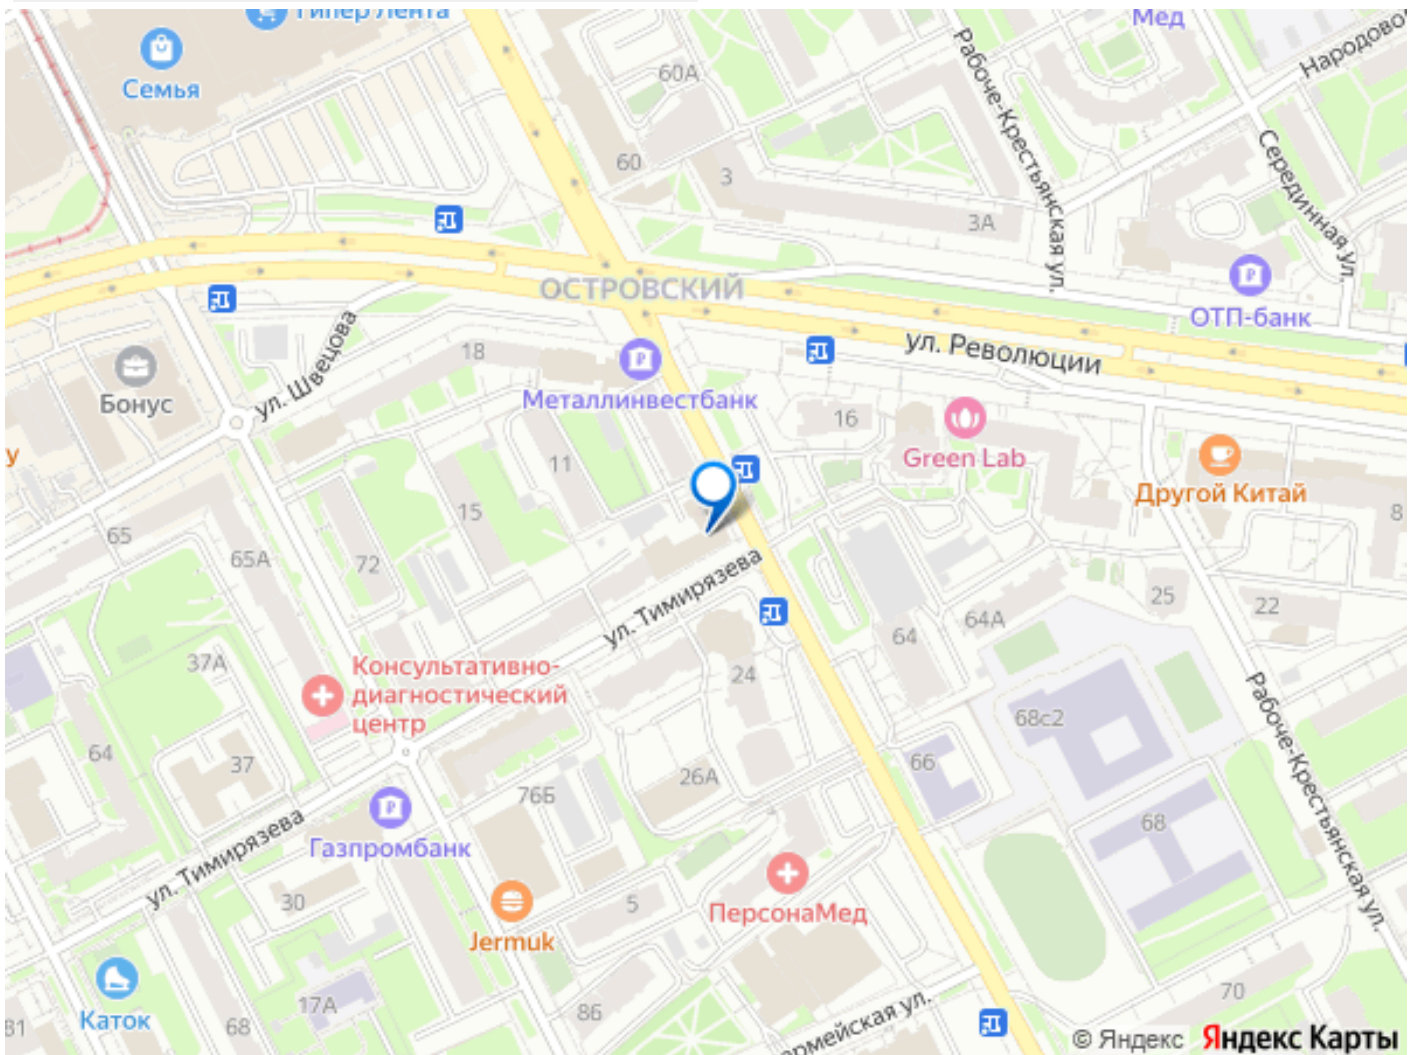 Гипер Лента
Мед
Семья
60А
Рабоче-Крестьянская ул.
Народово
Серединная ул.
60
3
3А
ОСТРОВСКИЙ
ОТП-банк
ул. Революции
ул. Швецова
18
Металлинвестбанк
Бонус
16
Green Lab
у
11
Другой Китай
15
8
65
65А
72
ул. Тимирязева
25
22
64А
64
37А
Консультативно-
диагностический
центр
24
Рабоче-Крестьянская ул.
68с2
64
37
66
26А
76Б
68
ул. Тимирязева
Газпромбанк
30
5
ПерсонаМед
Jermuk
17А
8Б
70
Каток
68
81
рмейская ул.
© Яндекс Яндекс Карты